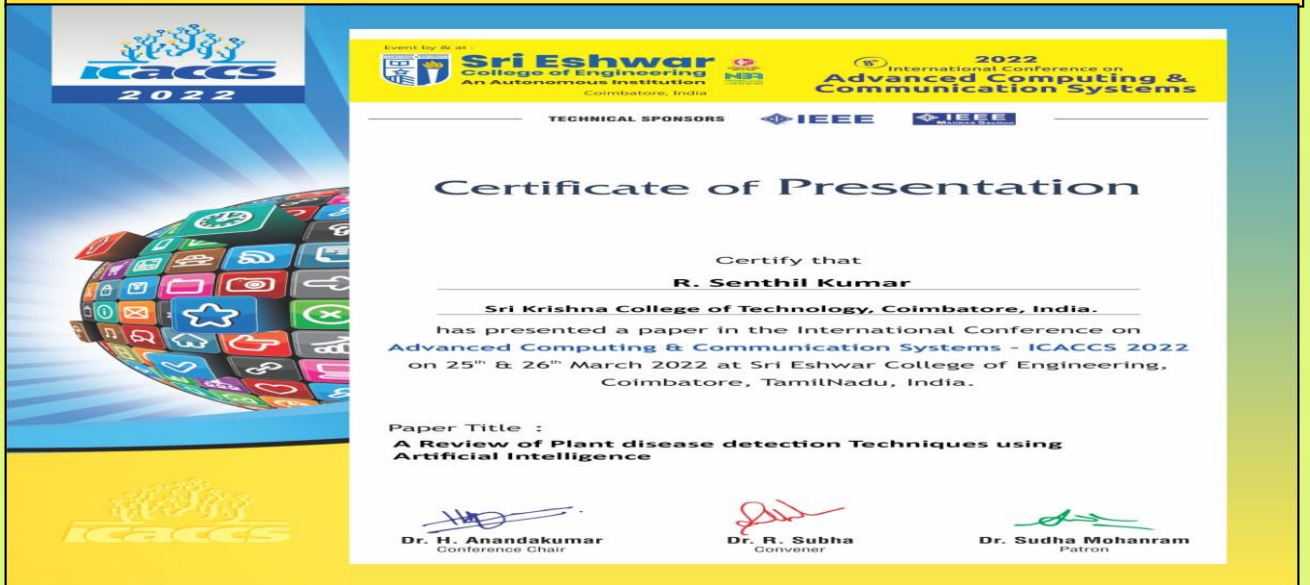 icaccs
2022
Event by & at :
Sri Eshwar
College of Engineering
An Autonomous Institution
Coimbatore, India
NBA
8th 2022
International Conference on
Advanced Computing &
Communication Systems
TECHNICAL SPONSORS IEEE IEEE
Madras Section
Certificate of Presentation
Certify that
R. Senthil Kumar
Sri Krishna College of Technology, Coimbatore, India.
has presented a paper in the International Conference on
Advanced Computing & Communication Systems - ICACCS 2022
on 25th & 26th March 2022 at Sri Eshwar College of Engineering,
Coimbatore, TamilNadu, India.
Paper Title :
A Review of Plant disease detection Techniques using
Artificial Intelligence
Dr. H. Anandakumar
Conference Chair
Dr. R. Subha
Convener
Dr. Sudha Mohanram
Patron
icaccs